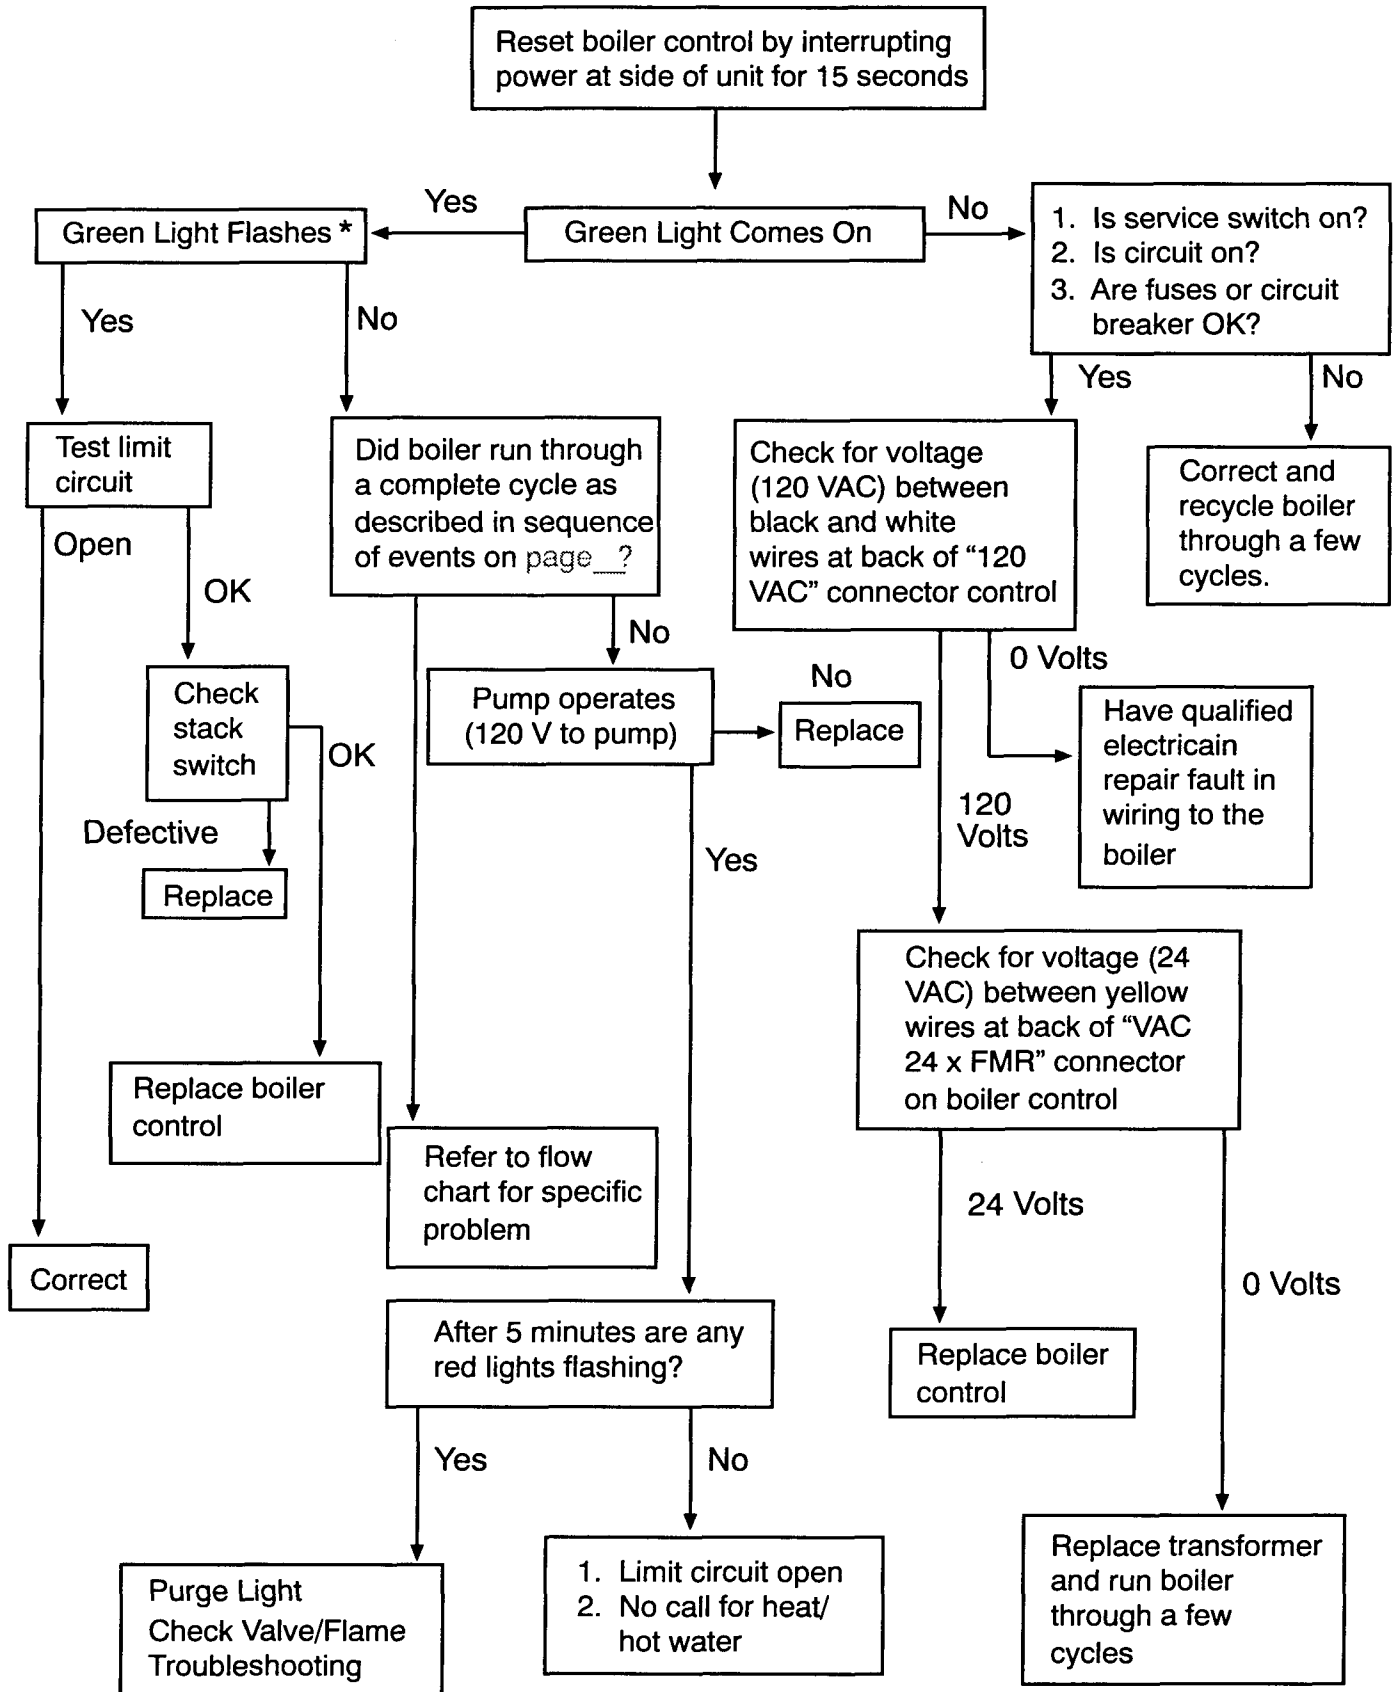 Reset boiler control by interrupting
power at side of unit for 15 seconds
Yes
No
Green Light Flashes *
Green Light Comes On
1. Is service switch on?
2. Is circuit on?
3. Are fuses or circuit
breaker OK?
Yes
No
Yes
No
Test limit
circuit
Did boiler run through
a complete cycle as
described in sequence
of events on page__?
Check for voltage
(120 VAC) between
black and white
wires at back of “120
VAC” connector control
Correct and
recycle boiler
through a few
cycles.
Open
OK
No
0 Volts
Check
stack
switch
OK
Pump operates
(120 V to pump)
No
Replace
Have qualified
electricain
repair fault in
wiring to the
boiler
Defective
Replace
Yes
120
Volts
Check for voltage (24
VAC) between yellow
wires at back of “VAC
24 x FMR” connector
on boiler control
Replace boiler
control
Refer to flow
chart for specific
problem
24 Volts
0 Volts
Correct
After 5 minutes are any
red lights flashing?
Replace boiler
control
Yes
No
Purge Light
Check Valve/Flame
Troubleshooting
1. Limit circuit open
2. No call for heat/
hot water
Replace transformer
and run boiler
through a few
cycles